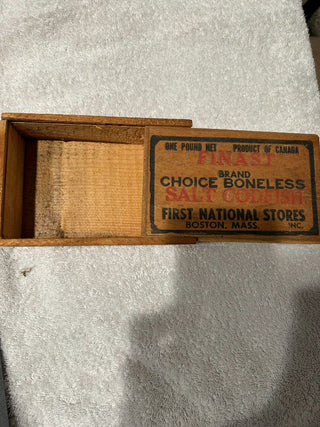 ONE POUND NET PRODUCT OF CANADA
FINAST
BRAND
CHOICE BONELESS
SALT CODFISH
FIRST NATIONAL STORES
BOSTON, MASS. INC.